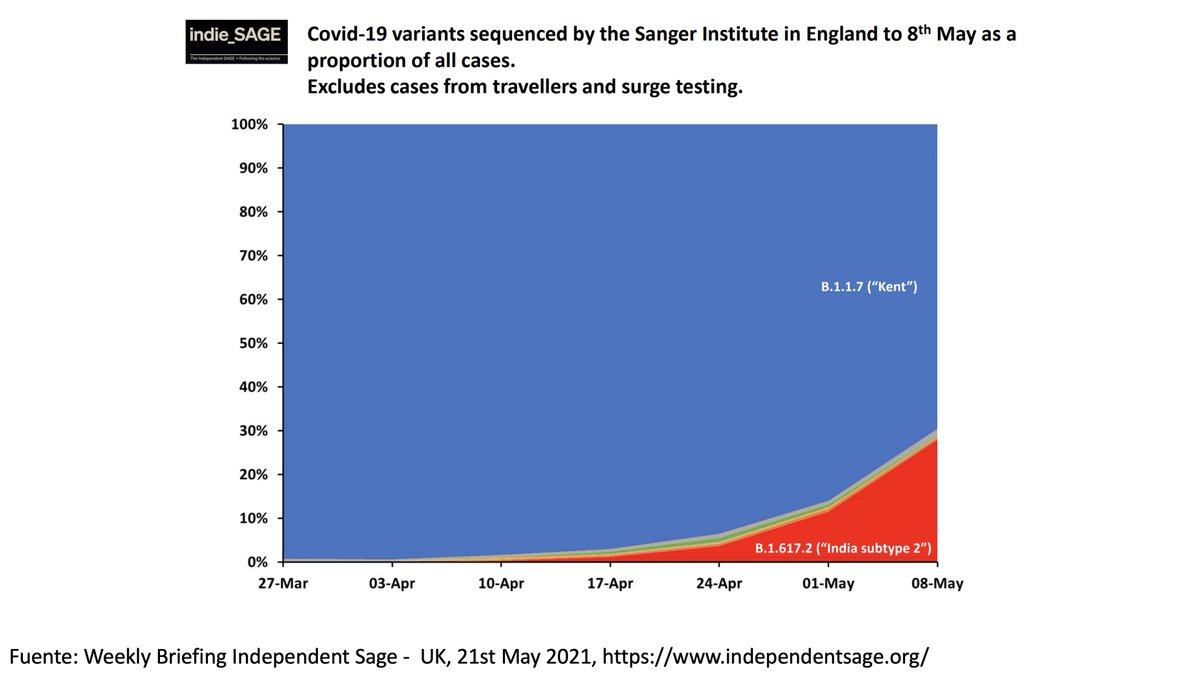 indie_SAGE
The Independent SAGE • Following the science
Covid-19 variants sequenced by the Sanger Institute in England to 8th May as a
proportion of all cases.
Excludes cases from travellers and surge testing.
100%
90%
80%
70%
60%
50%
40%
30%
20%
10%
0%
B.1.1.7 (“Kent”)
B.1.617.2 (“India subtype 2”)
27-Mar 03-Apr 10-Apr 17-Apr 24-Apr 01-May 08-May
Fuente: Weekly Briefing Independent Sage - UK, 21st May 2021, https://www.independentsage.org/